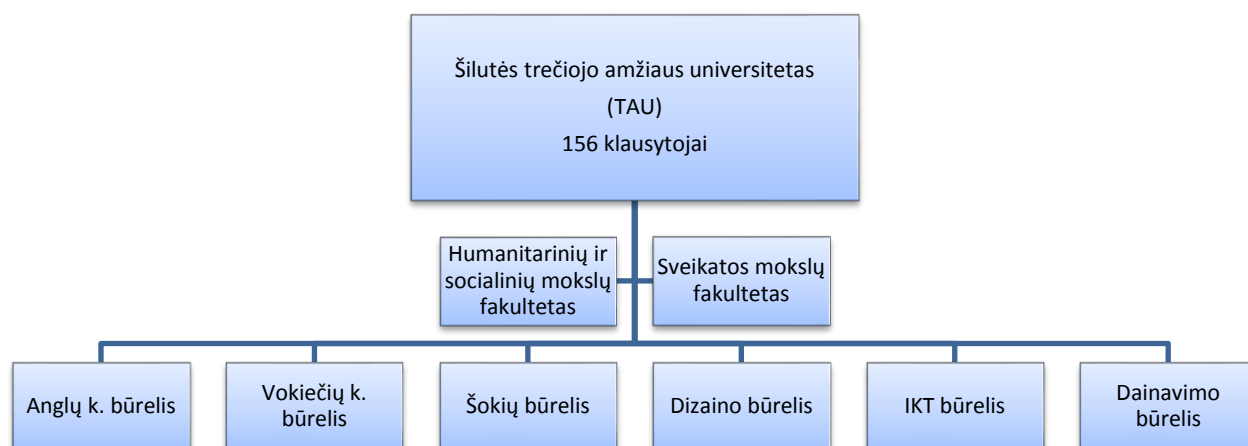 Šilutės trečiojo amžiaus universitetas
(TAU)
156 klausytojai
Humanitarinių ir
socialinių mokslų
fakultetas
Sveikatos mokslų
fakultetas
Anglų k. būrelis
Vokiečių k.
būrelis
Šokių būrelis
Dizaino būrelis
IKT būrelis
Dainavimo
būrelis